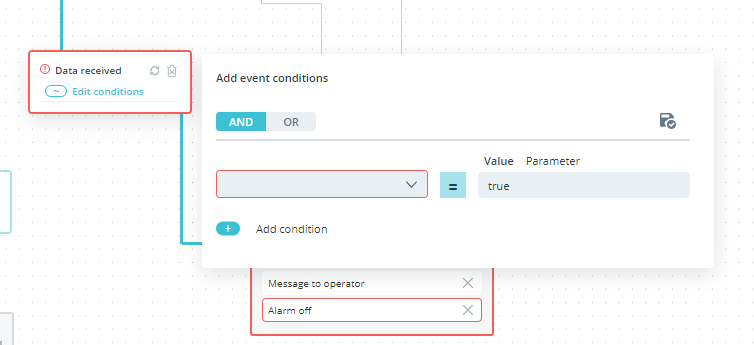 Data received
Edit conditions
Add event conditions
AND OR
Value Parameter
= true
+ Add condition
Message to operator
Alarm off